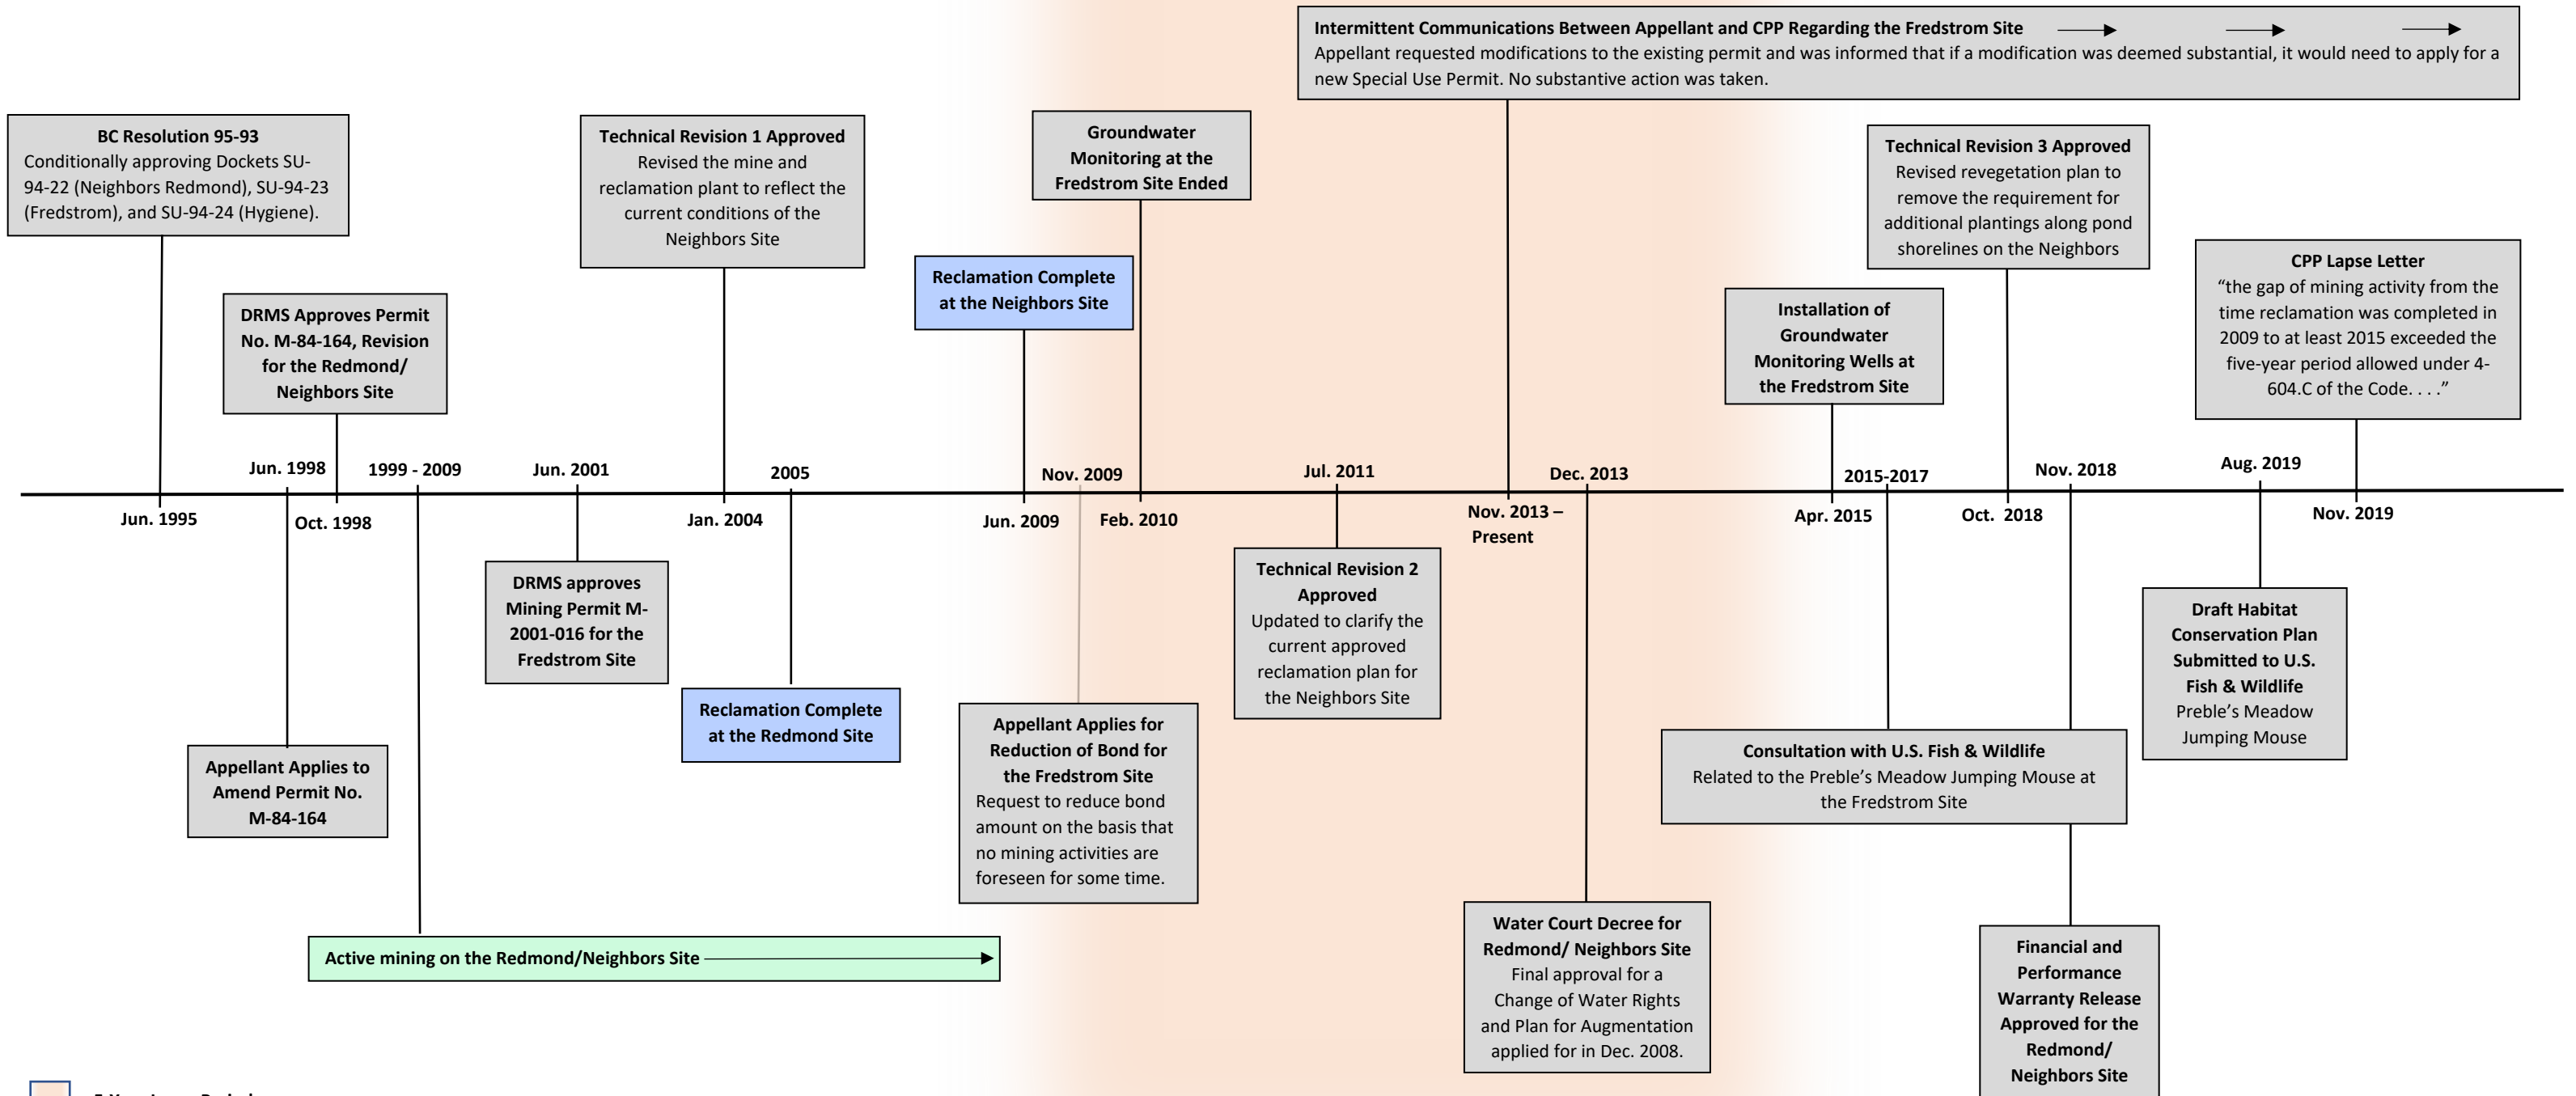 Intermittent Communications Between Appellant and CPP Regarding the Fredstrom Site
Appellant requested modifications to the existing permit and was informed that if a modification was deemed substantial, it would need to apply for a
new Special Use Permit. No substantive action was taken.
BC Resolution 95-93
Conditionally approving Dockets SU-
94-22 (Neighbors Redmond), SU-94-23
(Fredstrom), and SU-94-24 (Hygiene).
DRMS Approves Permit
No. M-84-164, Revision
for the Redmond/
Neighbors Site
Technical Revision 1 Approved
Revised the mine and
reclamation plant to reflect the
current conditions of the
Neighbors Site
Reclamation Complete
at the Neighbors Site
Groundwater
Monitoring at the
Fredstrom Site Ended
Installation of
Groundwater
Monitoring Wells at
the Fredstrom Site
Technical Revision 3 Approved
Revised revegetation plan to
remove the requirement for
additional plantings along pond
shorelines on the Neighbors
CPP Lapse Letter
“the gap of mining activity from the
time reclamation was completed in
2009 to at least 2015 exceeded the
five-year period allowed under 4-
604.C of the Code. . . .”
Jun. 1998
1999 - 2009
Jun. 2001
2005
Nov. 2009
Jul. 2011
Dec. 2013
2015-2017
Nov. 2018
Aug. 2019
Jun. 1995
Oct. 1998
Jan. 2004
Jun. 2009
Feb. 2010
Nov. 2013 –
Present
Apr. 2015
Oct. 2018
Nov. 2019
Appellant Applies to
Amend Permit No.
M-84-164
Active mining on the Redmond/Neighbors Site
DRMS approves
Mining Permit M-
2001-016 for the
Fredstrom Site
Reclamation Complete
at the Redmond Site
Appellant Applies for
Reduction of Bond for
the Fredstrom Site
Request to reduce bond
amount on the basis that
no mining activities are
foreseen for some time.
Technical Revision 2
Approved
Updated to clarify the
current approved
reclamation plan for
the Neighbors Site
Water Court Decree for
Redmond/ Neighbors Site
Final approval for a
Change of Water Rights
and Plan for Augmentation
applied for in Dec. 2008.
Consultation with U.S. Fish & Wildlife
Related to the Preble’s Meadow Jumping Mouse at
the Fredstrom Site
Financial and
Performance
Warranty Release
Approved for the
Redmond/
Neighbors Site
Draft Habitat
Conservation Plan
Submitted to U.S.
Fish & Wildlife
Preble’s Meadow
Jumping Mouse